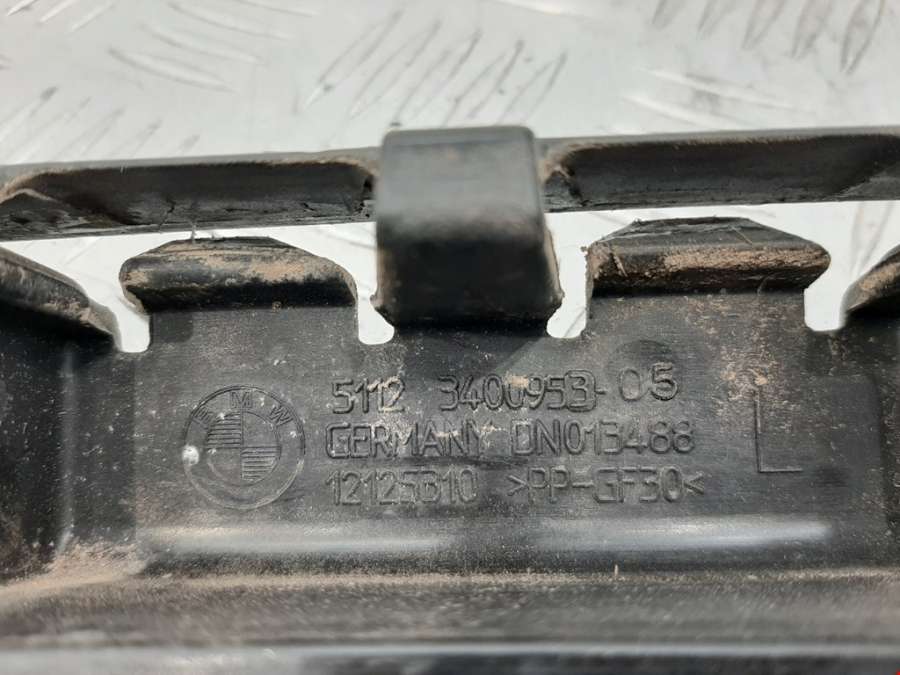 BMW
5112 3400953-05
GERMANY DN013488
12125310 >PP-GF30<
L